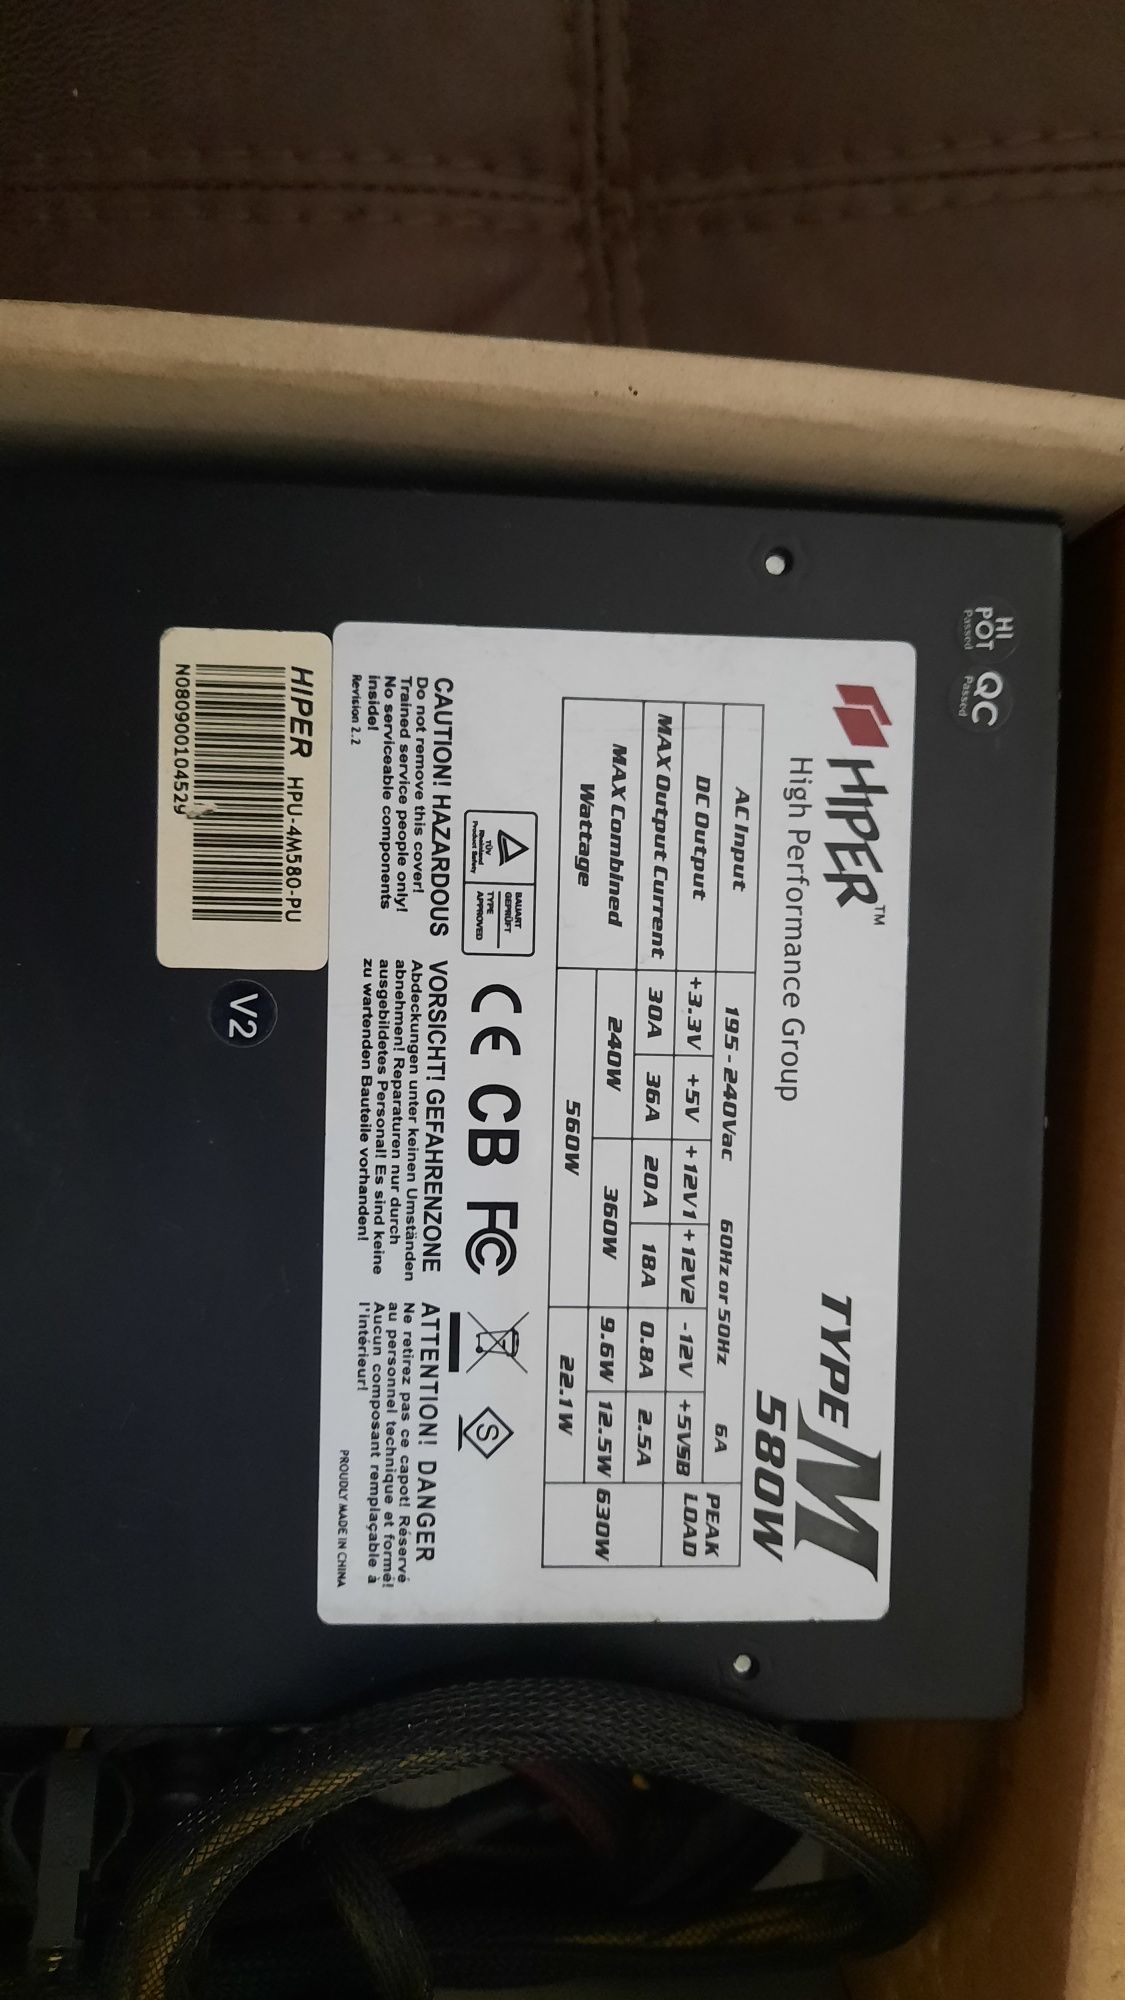 HI
POT
Passed
QC
Passed
HIPER™
High Performance Group
TYPE M
580W
AC Input 195-240Vac 60Hz or 50Hz 6A PEAK LOAD
DC Output +3.3V +5V +12V1 +12V2 -12V +5VSB
MAX Output Current 30A 36A 20A 18A 0.8A 2.5A
MAX Combined Wattage 240W 360W 9.6W 12.5W 630W
560W 22.1W
TÜV
Rheinland
Product Safety
BAUART
GEPRÜFT
TYPE
APPROVED
CE CB FC
S
CAUTION! HAZARDOUS
Do not remove this cover!
Trained service people only!
No serviceable components
inside!
Revision 2.2
VORSICHT! GEFAHRENZONE
Abdeckungen unter keinen Umständen
abnehmen! Reparaturen nur durch
ausgebildetes Personal! Es sind keine
zu wartenden Bauteile vorhanden!
ATTENTION! DANGER
Ne retirez pas ce capot! Réservé
au personnel technique et formé!
Aucun composant remplaçable à
l'intérieur!
PROUDLY MADE IN CHINA
HIPER HPU-4M580-PU
N080900104529
V2